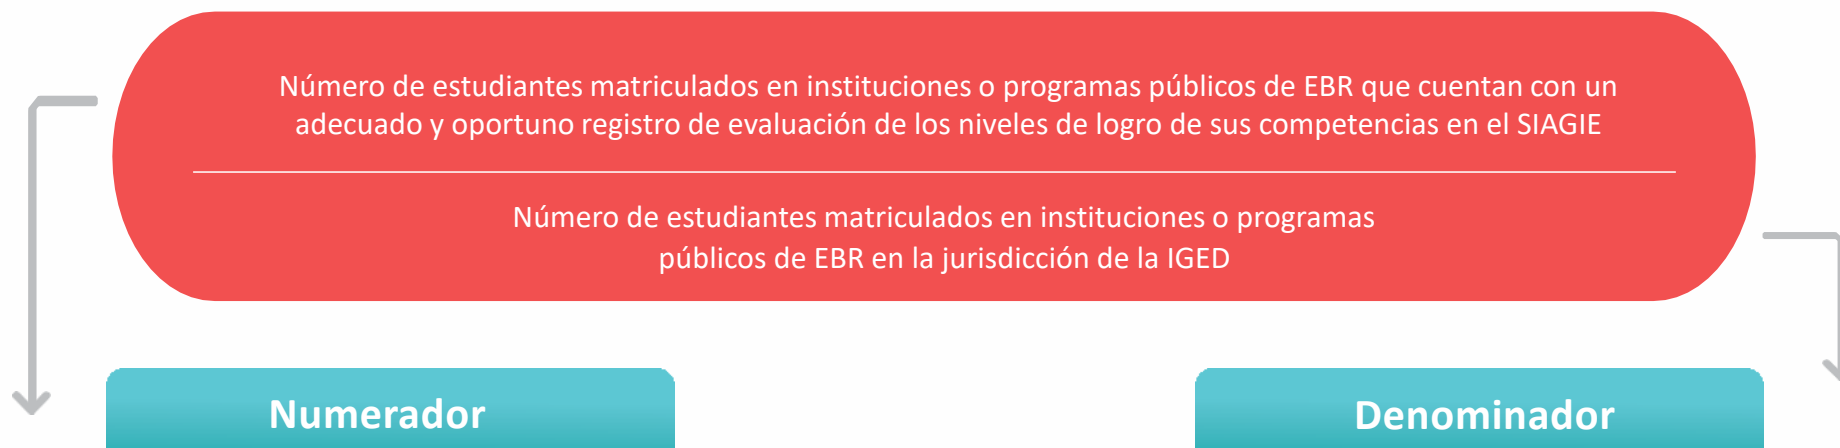 Número de estudiantes matriculados en instituciones o programas públicos de EBR que cuentan con un
adecuado y oportuno registro de evaluación de los niveles de logro de sus competencias en el SIAGIE
Número de estudiantes matriculados en instituciones o programas
públicos de EBR en la jurisdicción de la IGED
Numerador
Denominador